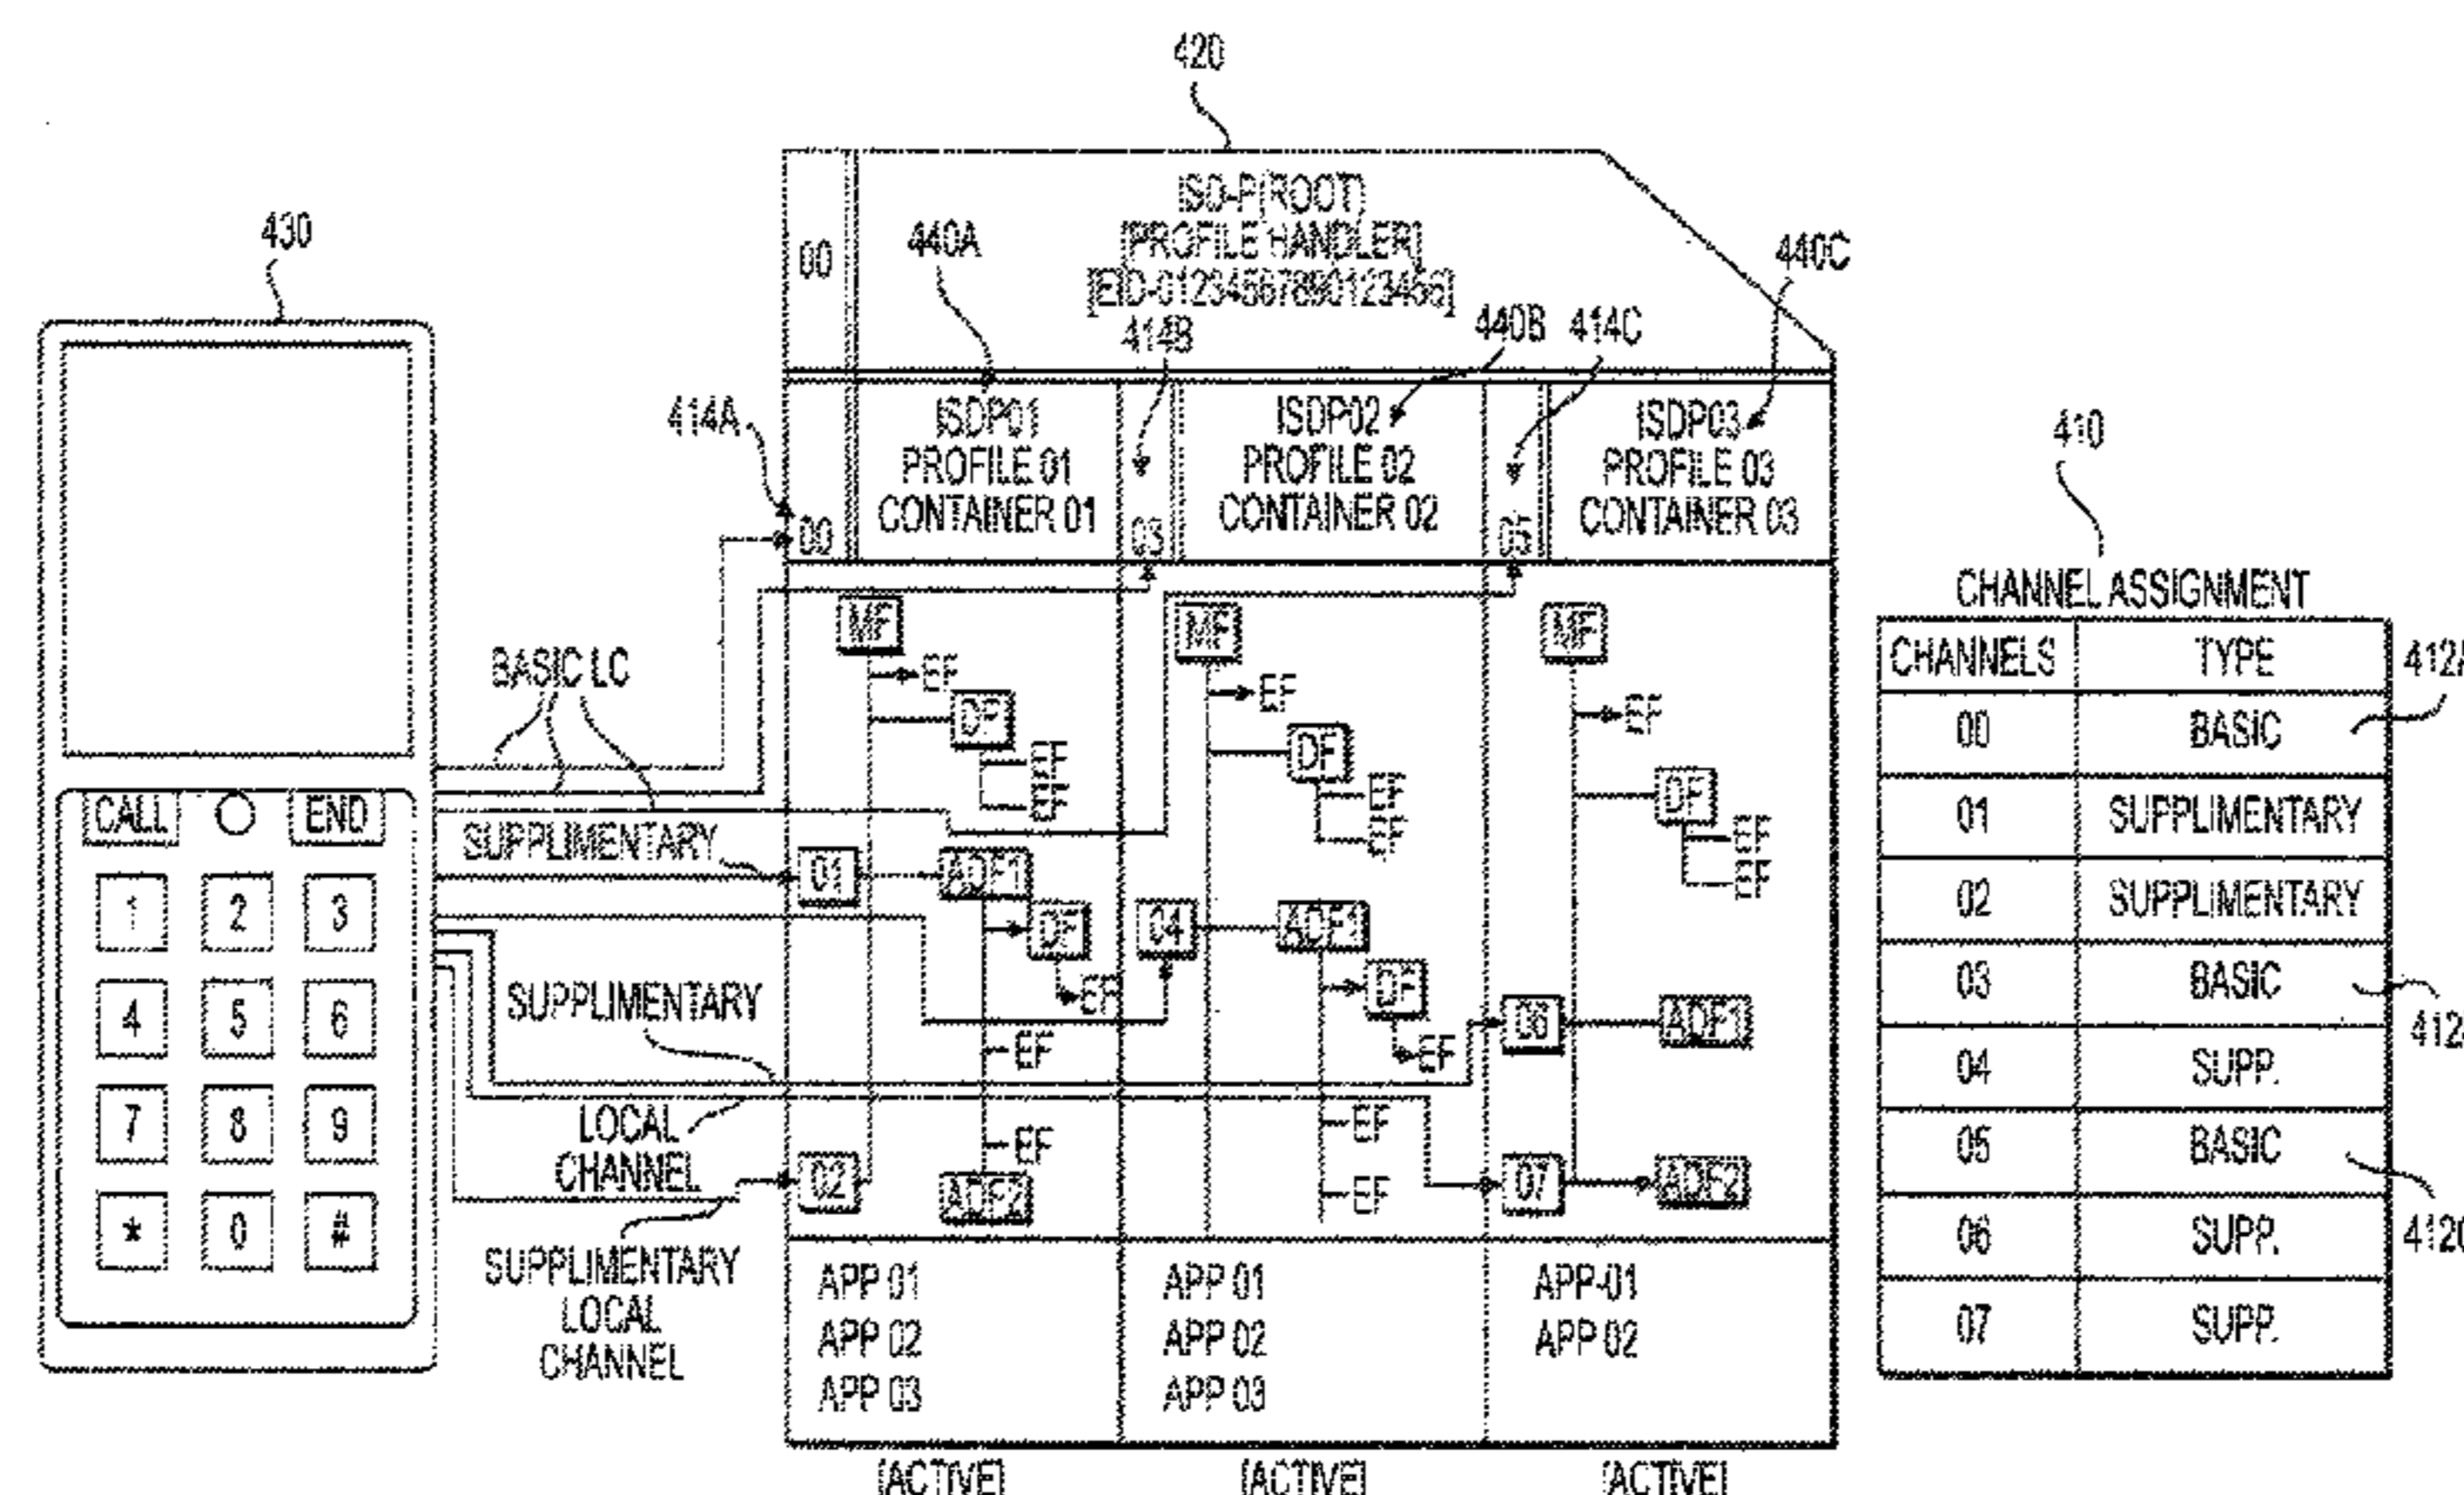 420
ISD-P(ROOT)
[PROFILE HANDLER]
[EID-01234567890123456]
00
430
440A
414B
440B
414C
440C
414A
00
ISDP01
PROFILE 01
CONTAINER 01
03
ISDP02
PROFILE 02
CONTAINER 02
05
ISDP03
PROFILE 03
CONTAINER 03
410
CHANNEL ASSIGNMENT
CHANNELS TYPE
00 BASIC
01 SUPPLIMENTARY
02 SUPPLIMENTARY
03 BASIC
04 SUPP.
05 BASIC
06 SUPP.
07 SUPP.
BASIC LC
SUPPLIMENTARY
SUPPLIMENTARY
LOCAL
CHANNEL
SUPPLIMENTARY
LOCAL
CHANNEL
CALL END
1 2 3
4 5 6
7 8 9
* 0 #
MF
EF
DF
EF
EF
01
ADF1
DF
EF
EF
EF
02
ADF2
MF
EF
DF
EF
EF
04
ADF1
DF
EF
EF
EF
MF
EF
DF
EF
EF
06
ADF1
07
ADF2
APP 01
APP 02
APP 03
APP 01
APP 02
APP 03
APP-01
APP 02
[ACTIVE]
[ACTIVE]
[ACTIVE]